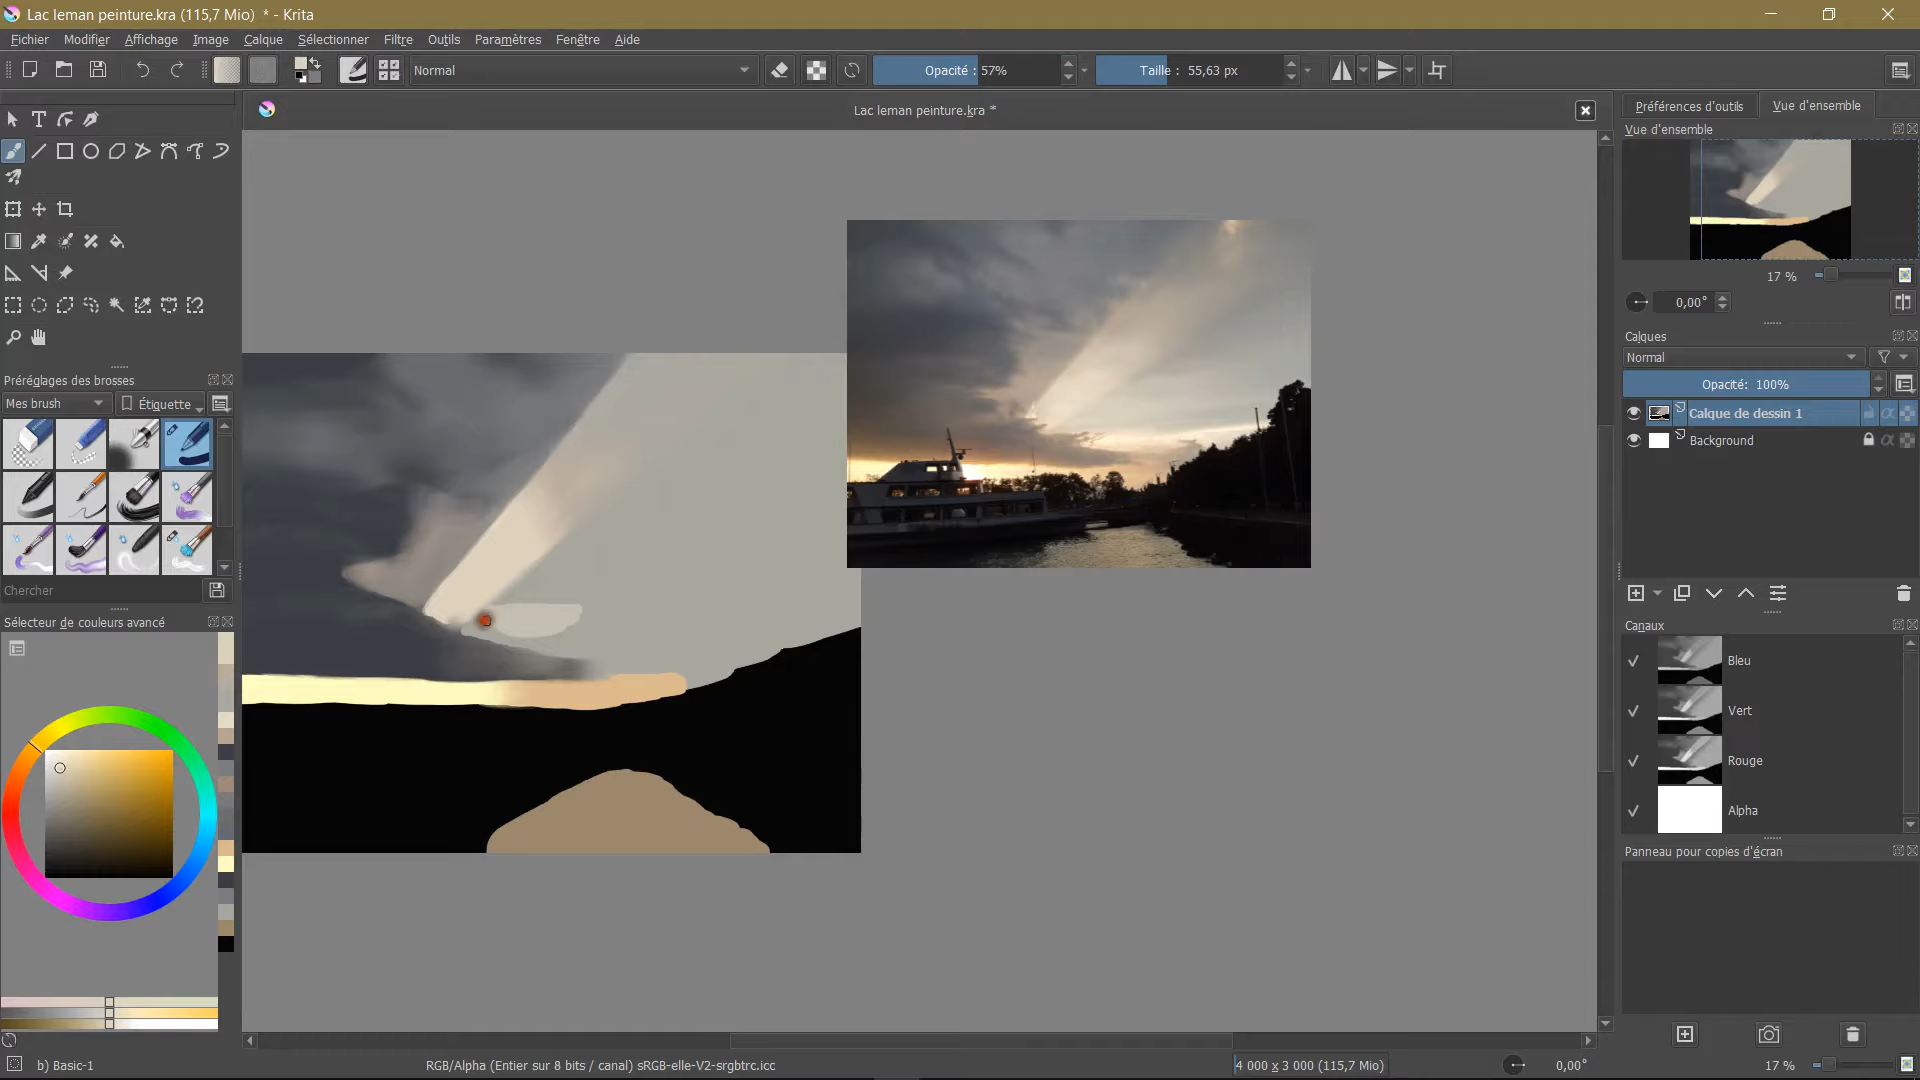 Lac leman peinture.kra (115,7 Mio) * - Krita
Fichier Modifier Affichage Image Calque Sélectionner Filtre Outils Paramètres Fenêtre Aide
Normal Opacité : 57% Taille : 55,63 px
Lac leman peinture.kra *
Préférences d'outils Vue d'ensemble
Vue d'ensemble
17 %
0,00°
Calques
Normal
Opacité: 100%
Calque de dessin 1
Background
Préréglages des brosses
Mes brush Étiquette
Chercher
Sélecteur de couleurs avancé
Canaux
Bleu
Vert
Rouge
Alpha
Panneau pour copies d'écran
b) Basic-1 RGB/Alpha (Entier sur 8 bits / canal) sRGB-elle-V2-srgbtrc.icc 4 000 x 3 000 (115,7 Mio) 0,00° 17 %